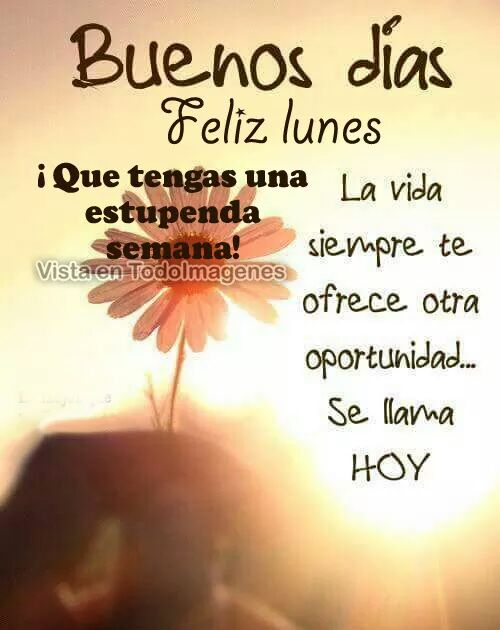 Buenos días
Feliz lunes
¡Que tengas una
estupenda
semana!
Vista en TodoImagenes
La vida
siempre te
ofrece otra
oportunidad...
Se llama
HOY